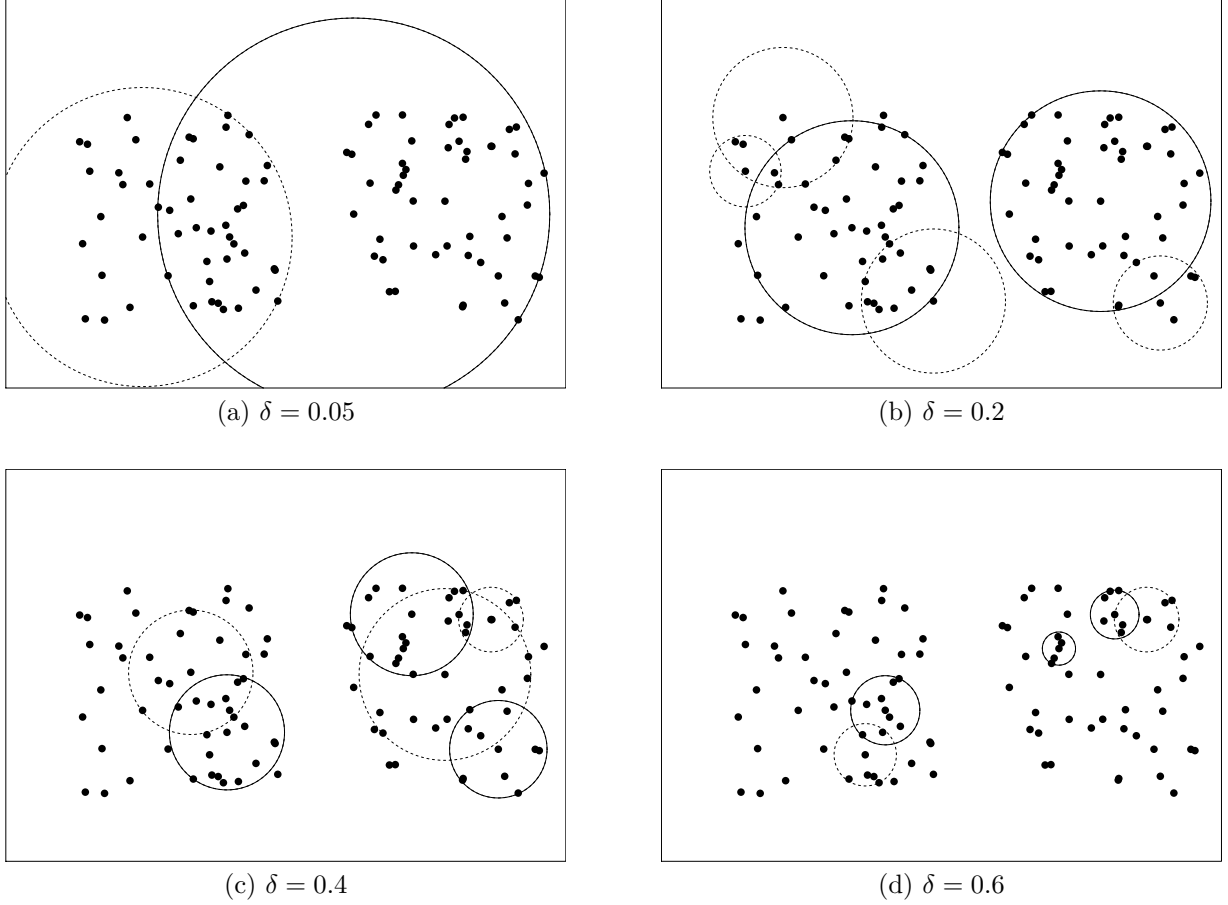 (a) δ = 0.05
(b) δ = 0.2
(c) δ = 0.4
(d) δ = 0.6